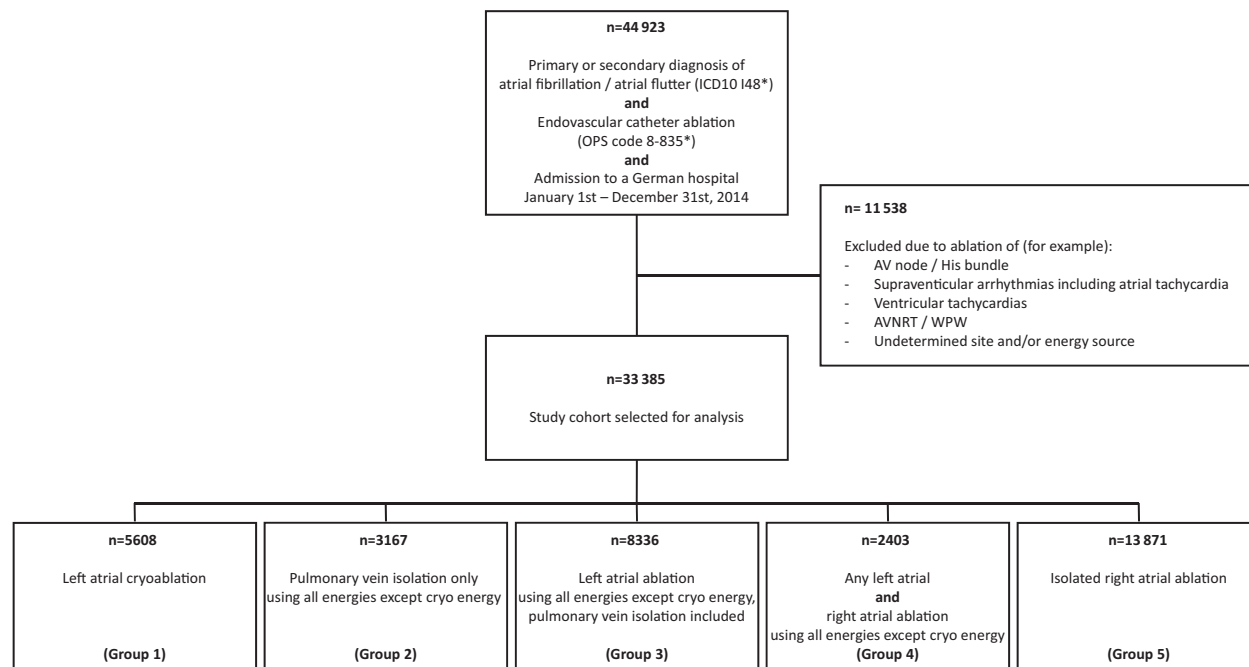 n=44 923
Primary or secondary diagnosis of
atrial fibrillation / atrial flutter (ICD10 I48*)
and
Endovascular catheter ablation
(OPS code 8-835*)
and
Admission to a German hospital
January 1st – December 31st, 2014
n= 11 538
Excluded due to ablation of (for example):
- AV node / His bundle
- Supraventicular arrhythmias including atrial tachycardia
- Ventricular tachycardias
- AVNRT / WPW
- Undetermined site and/or energy source
n=33 385
Study cohort selected for analysis
n=5608
Left atrial cryoablation
(Group 1)
n=3167
Pulmonary vein isolation only
using all energies except cryo energy
(Group 2)
n=8336
Left atrial ablation
using all energies except cryo energy,
pulmonary vein isolation included
(Group 3)
n=2403
Any left atrial
and
right atrial ablation
using all energies except cryo energy
(Group 4)
n=13 871
Isolated right atrial ablation
(Group 5)